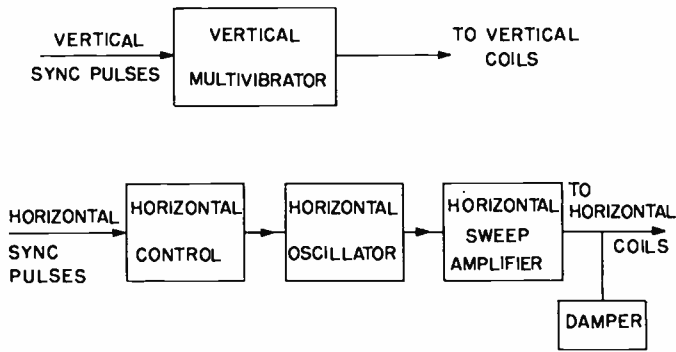 VERTICAL
SYNC PULSES
VERTICAL
MULTIVIBRATOR
TO VERTICAL
COILS
HORIZONTAL
SYNC
PULSES
HORIZONTAL
CONTROL
HORIZONTAL
OSCILLATOR
HORIZONTAL
SWEEP
AMPLIFIER
TO
HORIZONTAL
COILS
DAMPER